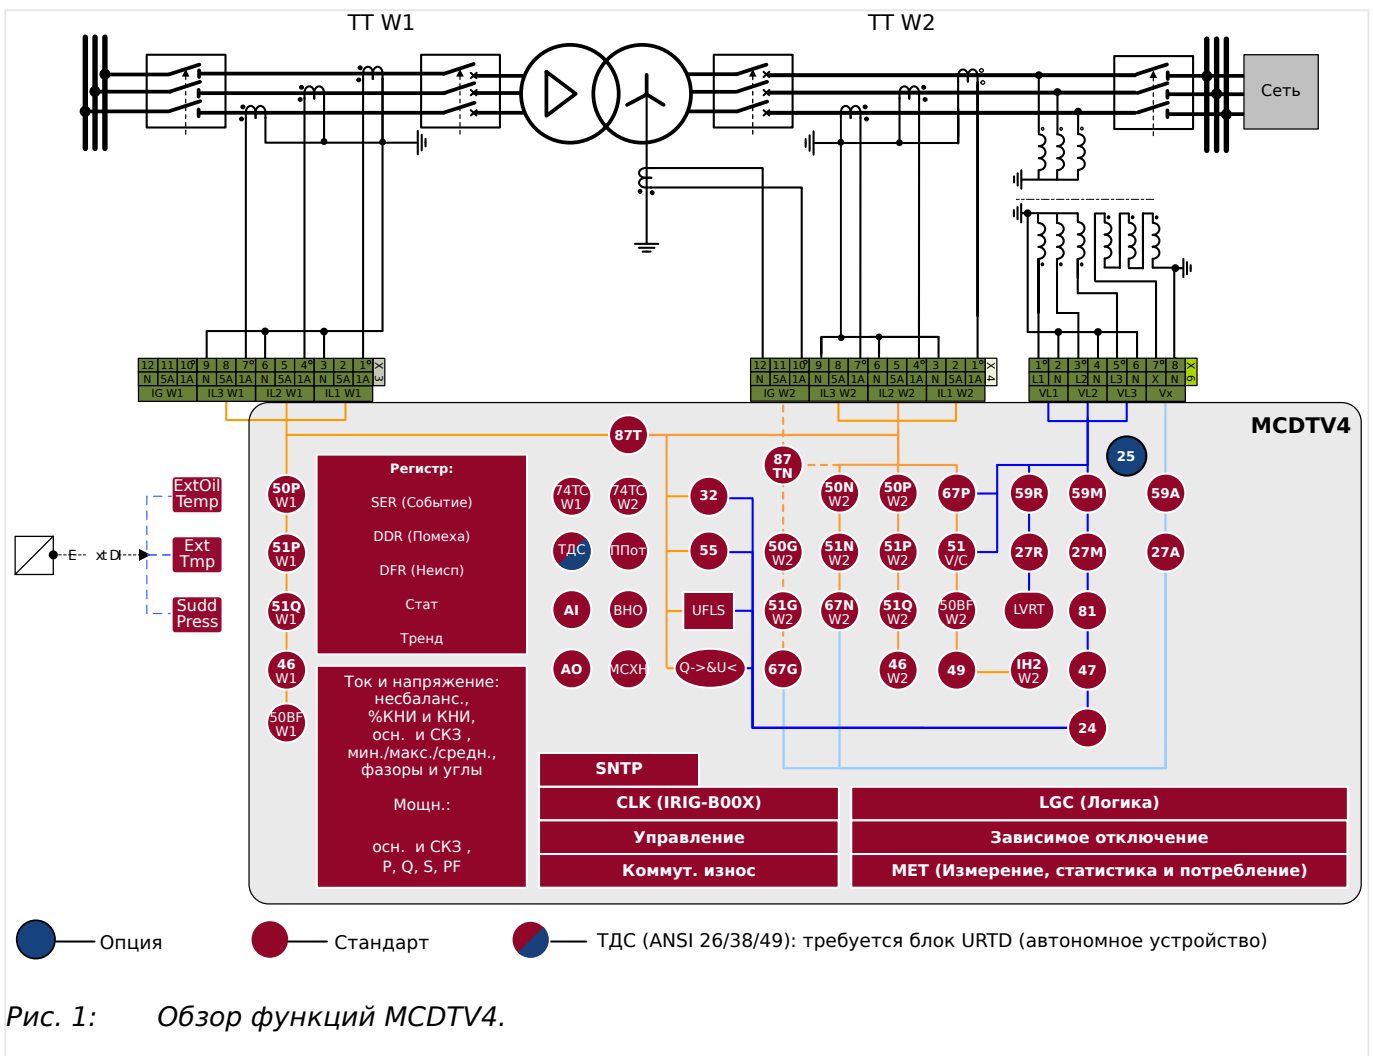 TT W1
TT W2
Сеть
12 11 10° 9 8 7° 6 5 4° 3 2 1°
N 5A 1A N 5A 1A N 5A 1A N 5A 1A
IG W1 IL3 W1 IL2 W1 IL1 W1
X 3
12 11 10° 9 8 7° 6 5 4° 3 2 1°
N 5A 1A N 5A 1A N 5A 1A N 5A 1A
IG W2 IL3 W2 IL2 W2 IL1 W2
X 4
1° 2 3° 4 5° 6 7° 8
L1 N L2 N L3 N X N
VL1 VL2 VL3 Vx
X 6
MCDTV4
87T
87
TN
25
ExtOil
Temp
Ext
Tmp
Sudd
Press
50P
W1
51P
W1
51Q
W1
46
W1
50BF
W1
Регистр:
SER (Событие)
DDR (Помеха)
DFR (Неисп)
Стат
Тренд
Ток и напряжение:
несбаланс.,
%КНИ и КНИ,
осн. и СКЗ ,
мин./макс./средн.,
фазоры и углы
Мощн.:
осн. и СКЗ ,
P, Q, S, PF
74TC
W1
74TC
W2
ТДС
ППот
AI
ВНО
AO
МСХН
32
55
UFLS
Q->&U<
50G
W2
51G
W2
67G
50N
W2
51N
W2
67N
W2
50P
W2
51P
W2
51Q
W2
46
W2
67P
51
V/C
50BF
W2
49
59R
27R
LVRT
IH2
W2
59M
27M
81
47
24
59A
27A
SNTP
CLK (IRIG-B00X)
Управление
Коммут. износ
LGC (Логика)
Зависимое отключение
МЕТ (Измерение, статистика и потребление)
Опция
Стандарт
ТДС (ANSI 26/38/49): требуется блок URTD (автономное устройство)
Рис. 1: Обзор функций MCDTV4.